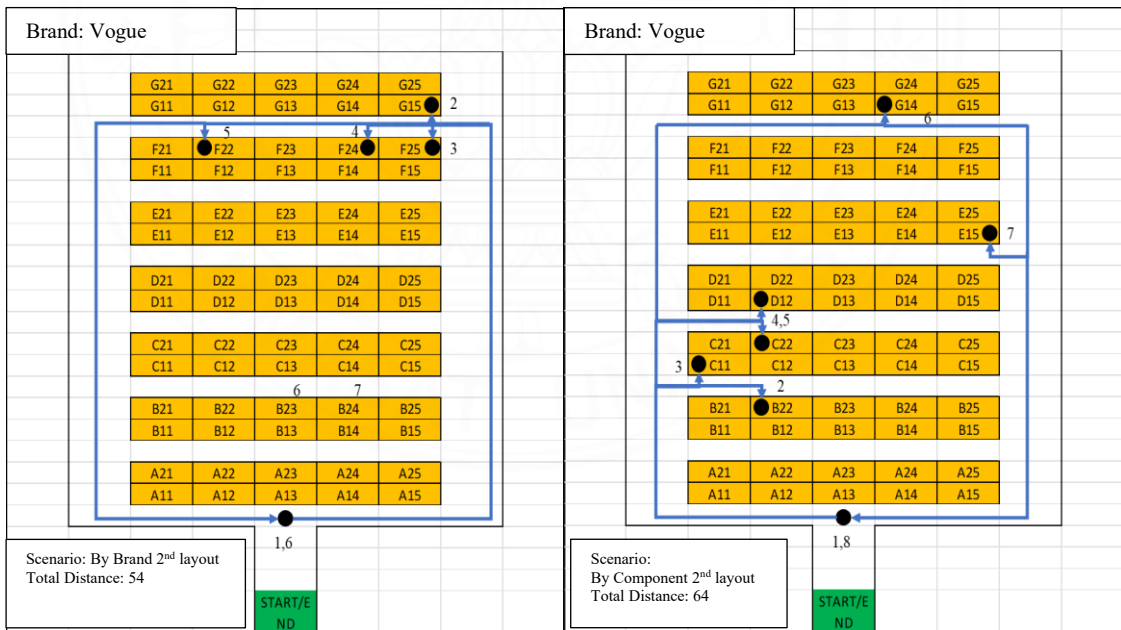 Brand: Vogue
G21 G22 G23 G24 G25
G11 G12 G13 G14 G15 2
5 4
F21 F22 F23 F24 F25 3
F11 F12 F13 F14 F15
E21 E22 E23 E24 E25
E11 E12 E13 E14 E15
D21 D22 D23 D24 D25
D11 D12 D13 D14 D15
C21 C22 C23 C24 C25
C11 C12 C13 C14 C15
6 7
B21 B22 B23 B24 B25
B11 B12 B13 B14 B15
A21 A22 A23 A24 A25
A11 A12 A13 A14 A15
1,6
Scenario: By Brand 2nd layout
Total Distance: 54
START/E
ND
Brand: Vogue
G21 G22 G23 G24 G25
G11 G12 G13 G14 G15
6
F21 F22 F23 F24 F25
F11 F12 F13 F14 F15
E21 E22 E23 E24 E25
E11 E12 E13 E14 E15 7
D21 D22 D23 D24 D25
D11 D12 D13 D14 D15
4,5
C21 C22 C23 C24 C25
3 C11 C12 C13 C14 C15
2
B21 B22 B23 B24 B25
B11 B12 B13 B14 B15
A21 A22 A23 A24 A25
A11 A12 A13 A14 A15
1,8
Scenario:
By Component 2nd layout
Total Distance: 64
START/E
ND